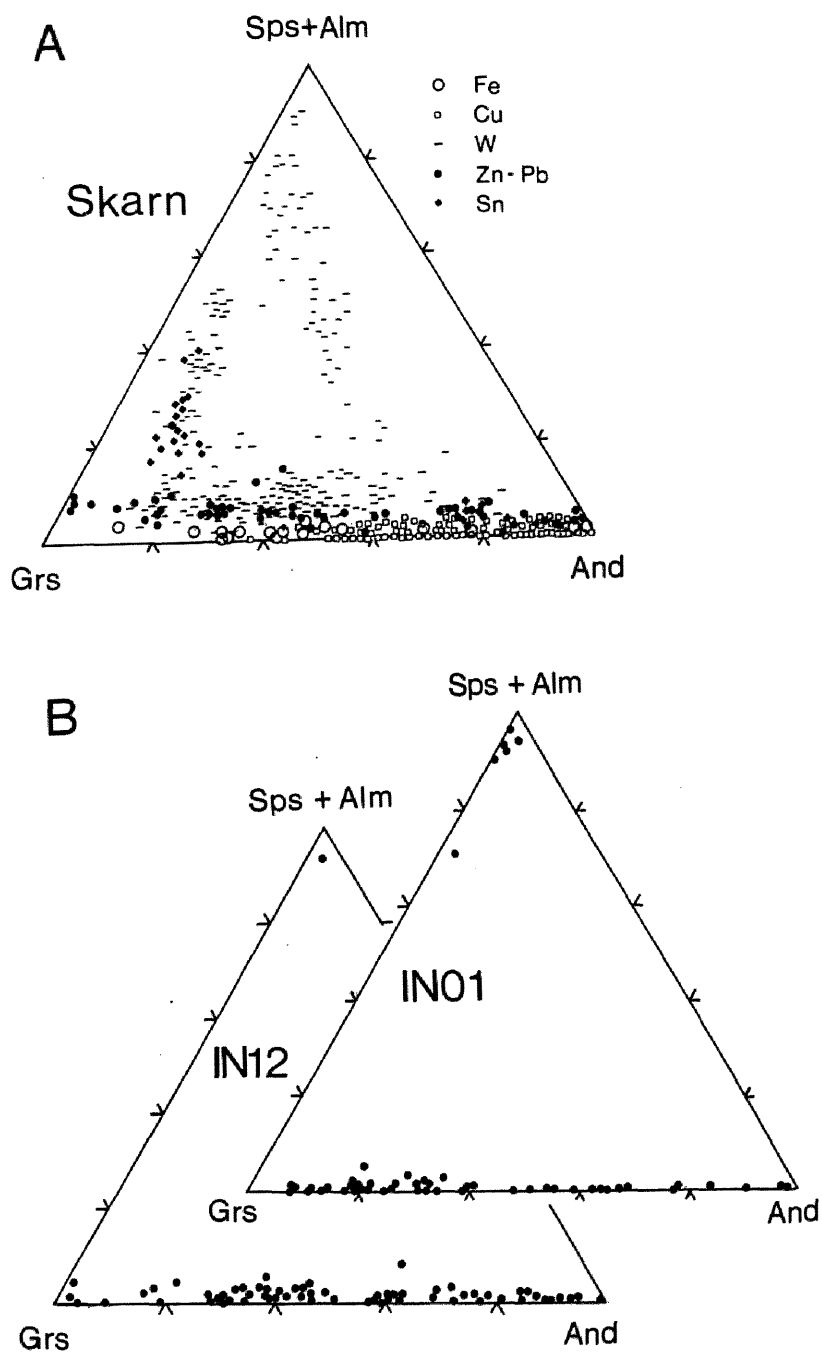 A
Sps+Alm
Fe
Cu
W
Zn-Pb
Sn
Skarn
Grs
And
B
Sps + Alm
Sps + Alm
IN01
IN12
Grs
And
Grs
And